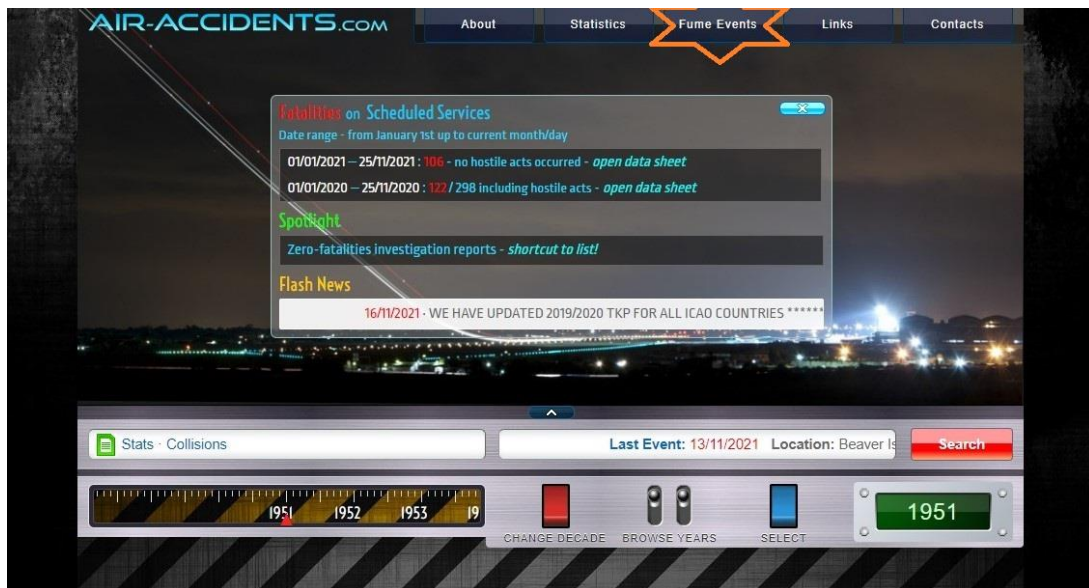 AIR-ACCIDENTS.COM
About Statistics Fume Events Links Contacts
Fatalities on Scheduled Services
Date range - from January 1st up to current month/day
01/01/2021 – 25/11/2021 : 106 - no hostile acts occurred - open data sheet
01/01/2020 – 25/11/2020 : 122 / 298 including hostile acts - open data sheet
Spotlight
Zero-fatalities investigation reports - shortcut to list!
Flash News
16/11/2021 - WE HAVE UPDATED 2019/2020 TKP FOR ALL ICAO COUNTRIES ******
Stats · Collisions
Last Event: 13/11/2021 Location: Beaver Is
Search
1951 1952 1953 19
1951
CHANGE DECADE BROWSE YEARS SELECT